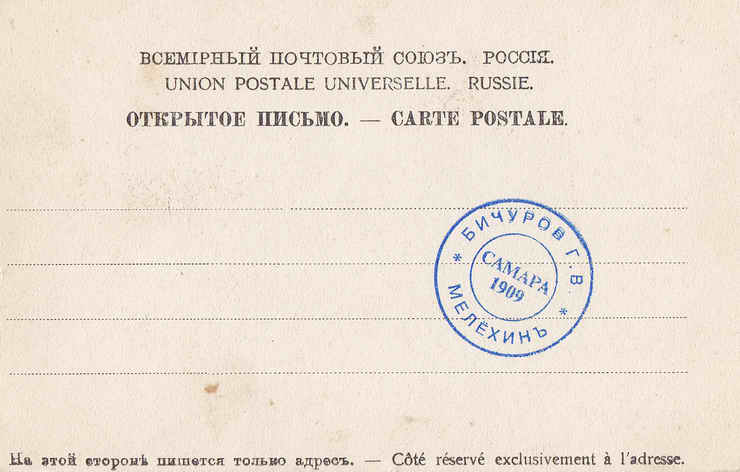 ВСЕМІРНЫЙ ПОЧТОВЫЙ СОЮЗЪ. РОССІЯ.
UNION POSTALE UNIVERSELLE. RUSSIE.
ОТКРЫТОЕ ПИСЬМО. — CARTE POSTALE.
* БИЧУРОВ Г.В. *
САМАРА
1909
МЕЛЁХИНЪ
На этой сторонѣ пишется только адресъ. — Côté réservé exclusivement à l'adresse.